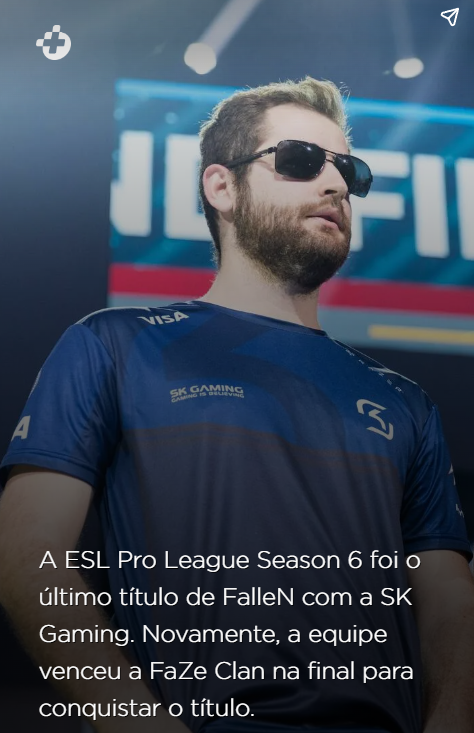 VISA
SK GAMING
GAMING IS BELIEVING
A ESL Pro League Season 6 foi o
último título de FalleN com a SK
Gaming. Novamente, a equipe
venceu a FaZe Clan na final para
conquistar o título.